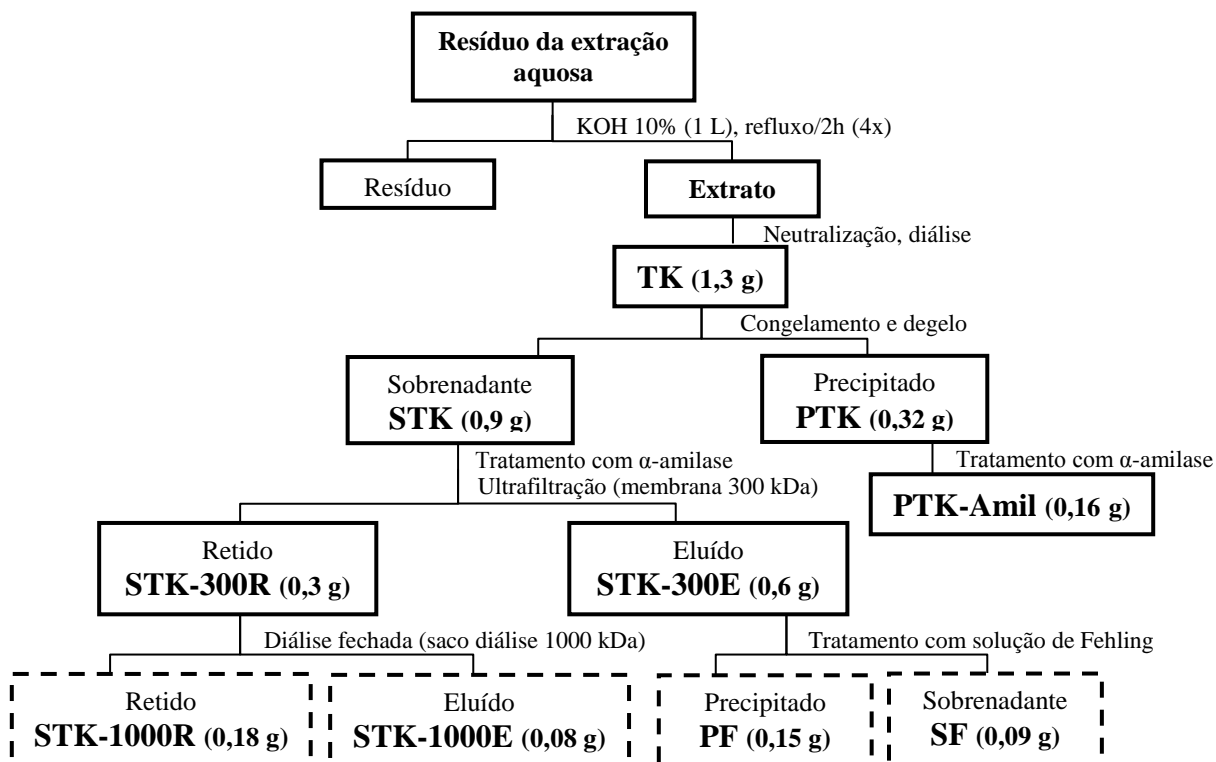 Resíduo da extração
aquosa
KOH 10% (1 L), refluxo/2h (4x)
Resíduo
Extrato
Neutralização, diálise
TK (1,3 g)
Congelamento e degelo
Sobrenadante
STK (0,9 g)
Precipitado
PTK (0,32 g)
Tratamento com α-amilase
Ultrafiltração (membrana 300 kDa)
Tratamento com α-amilase
PTK-Amil (0,16 g)
Retido
STK-300R (0,3 g)
Eluído
STK-300E (0,6 g)
Diálise fechada (saco diálise 1000 kDa)
Tratamento com solução de Fehling
Retido
STK-1000R (0,18 g)
Eluído
STK-1000E (0,08 g)
Precipitado
PF (0,15 g)
Sobrenadante
SF (0,09 g)